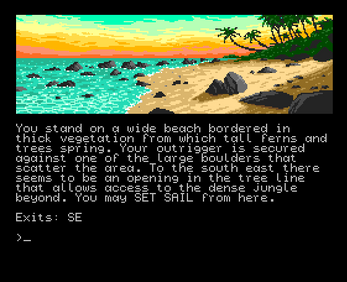 You stand on a wide beach bordered in
thick vegetation from which tall ferns and
trees spring. Your outrigger is secured
against one of the large boulders that
scatter the area. To the south east there
seems to be an opening in the tree line
that allows access to the dense jungle
beyond. You may SET SAIL from here.
Exits: SE
>_